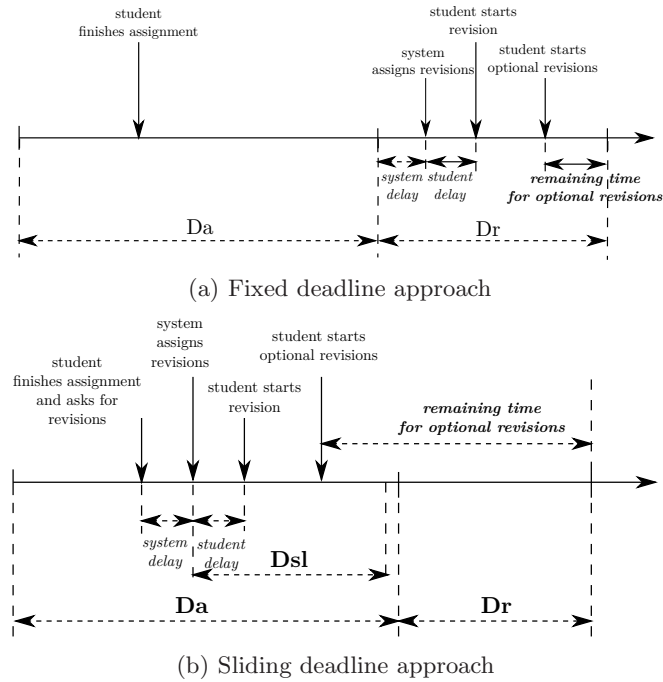 student
finishes assignment
system
assigns revisions
student starts
revision
student starts
optional revisions
system
delay
student
delay
remaining time
for optional revisions
Da
Dr
(a) Fixed deadline approach
student
finishes assignment
and asks for
revisions
system
assigns
revisions
student starts
revision
student starts
optional revisions
remaining time
for optional revisions
system
delay
student
delay
Dsl
Da
Dr
(b) Sliding deadline approach